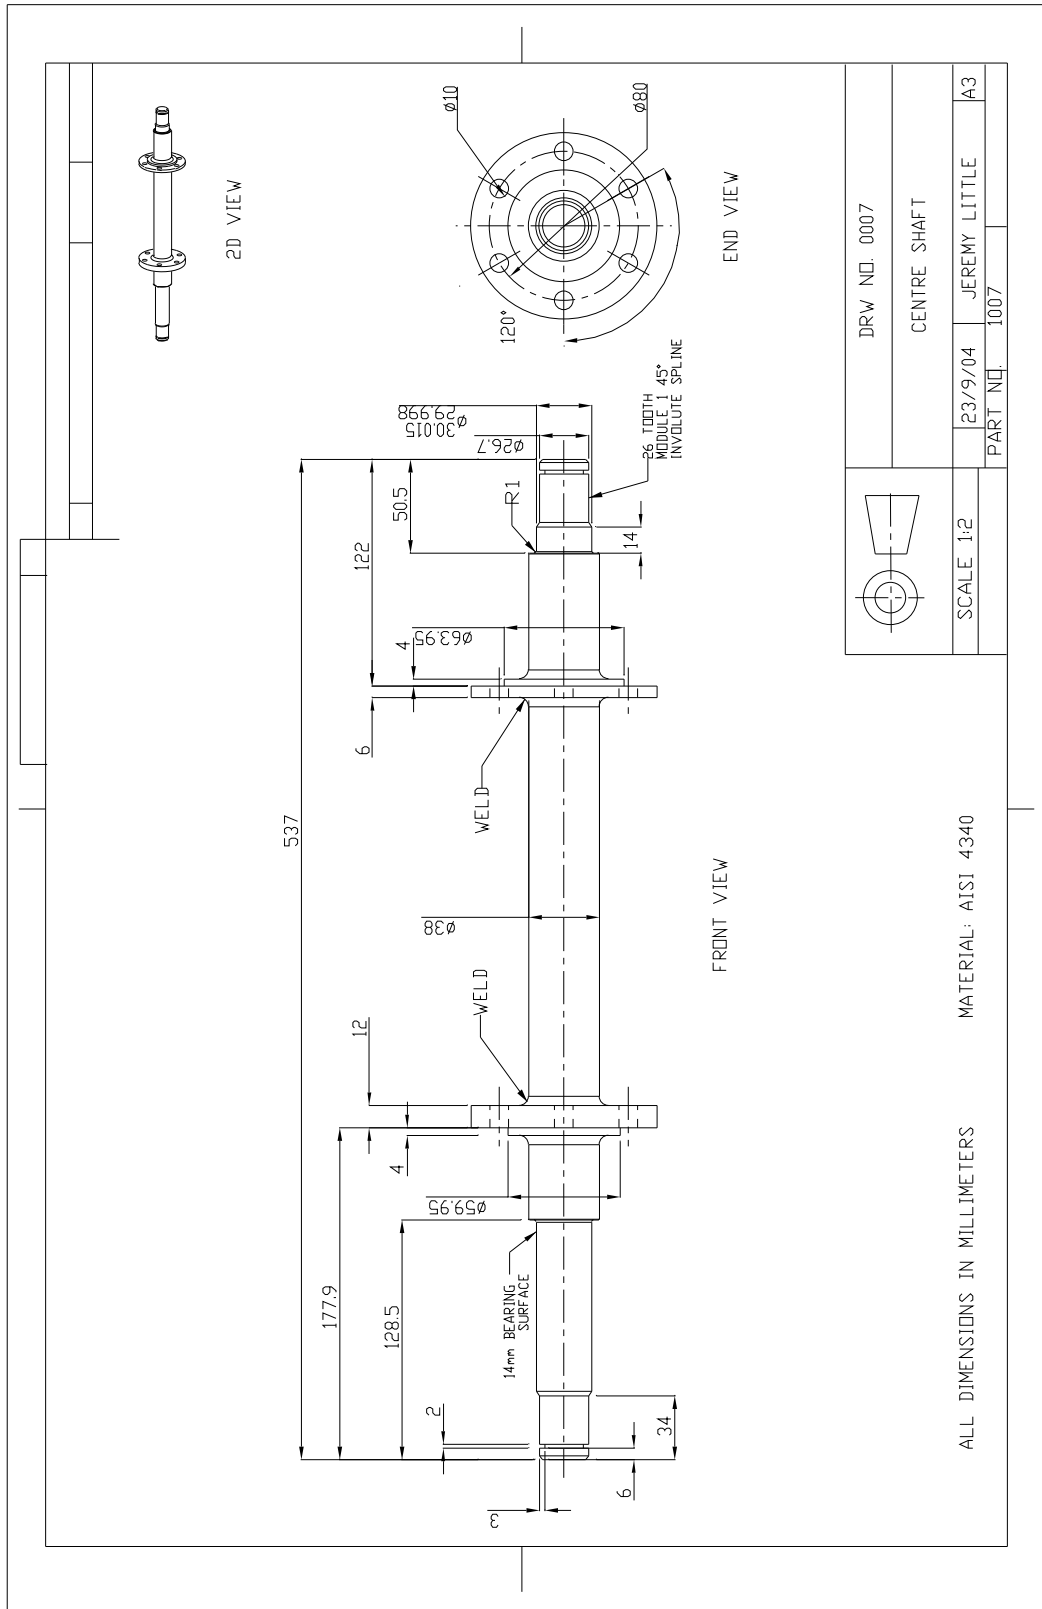 2D VIEW
ø10
ø80
120°
END VIEW
537
122
50.5
ø
30.015
29.998
ø26.7
R1
14
26 TOOTH
MODULE 1 45°
INVOLUTE SPLINE
4
ø63.95
6
WELD
ø38
WELD
12
4
ø59.95
177.9
128.5
14mm BEARING
SURFACE
2
34
6
3
FRONT VIEW
ALL DIMENSIONS IN MILLIMETERS
MATERIAL: AISI 4340
SCALE 1:2
DRW NO. 0007
CENTRE SHAFT
23/9/04
JEREMY LITTLE
A3
PART NO. 1007